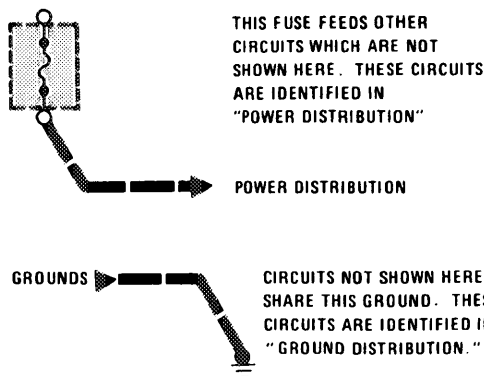 THIS FUSE FEEDS OTHER
CIRCUITS WHICH ARE NOT
SHOWN HERE. THESE CIRCUITS
ARE IDENTIFIED IN
"POWER DISTRIBUTION"
POWER DISTRIBUTION
GROUNDS
CIRCUITS NOT SHOWN HERE
SHARE THIS GROUND.
CIRCUITS ARE IDENTIFIED
"GROUND DISTRIBUTION."